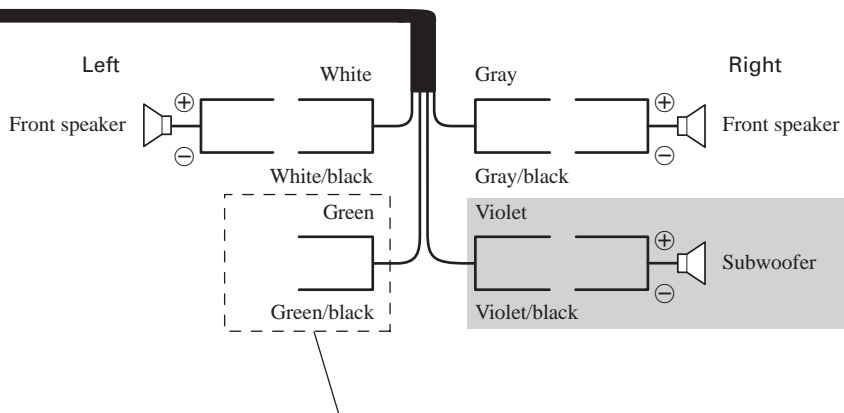 Left
White
Gray
Right
⊕
⊕
Front speaker
Front speaker
⊖
⊖
White/black
Gray/black
Green
Violet
⊕
Subwoofer
⊖
Green/black
Violet/black